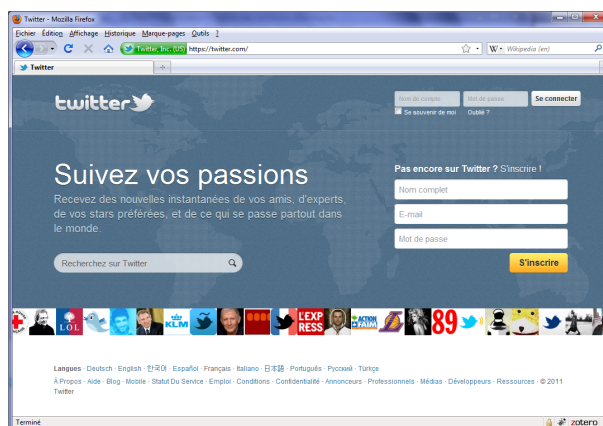 Twitter - Mozilla Firefox
Fichier Édition Affichage Historique Marque-pages Outils ?
Twitter, Inc. (US) https://twitter.com/
Wikipedia (en)
Twitter
twitter
Nom de compte Mot de passe Se connecter
Se souvenir de moi Oublié ?
Suivez vos passions
Recevez des nouvelles instantanées de vos amis, d'experts,
de vos stars préférées, et de ce qui se passe partout dans
le monde.
Recherchez sur Twitter
Pas encore sur Twitter ? S'inscrire !
Nom complet
E-mail
Mot de passe
S'inscrire
LOL KLM L'EXP RESS ACTION FAIM 89
Langues · Deutsch · English · 한국어 · Español · Français · Italiano · 日本語 · Português · Русский · Türkçe
À Propos · Aide · Blog · Mobile · Statut Du Service · Emploi · Conditions · Confidentialité · Annonceurs · Professionnels · Médias · Développeurs · Ressources · © 2011
Twitter
Terminé zotero